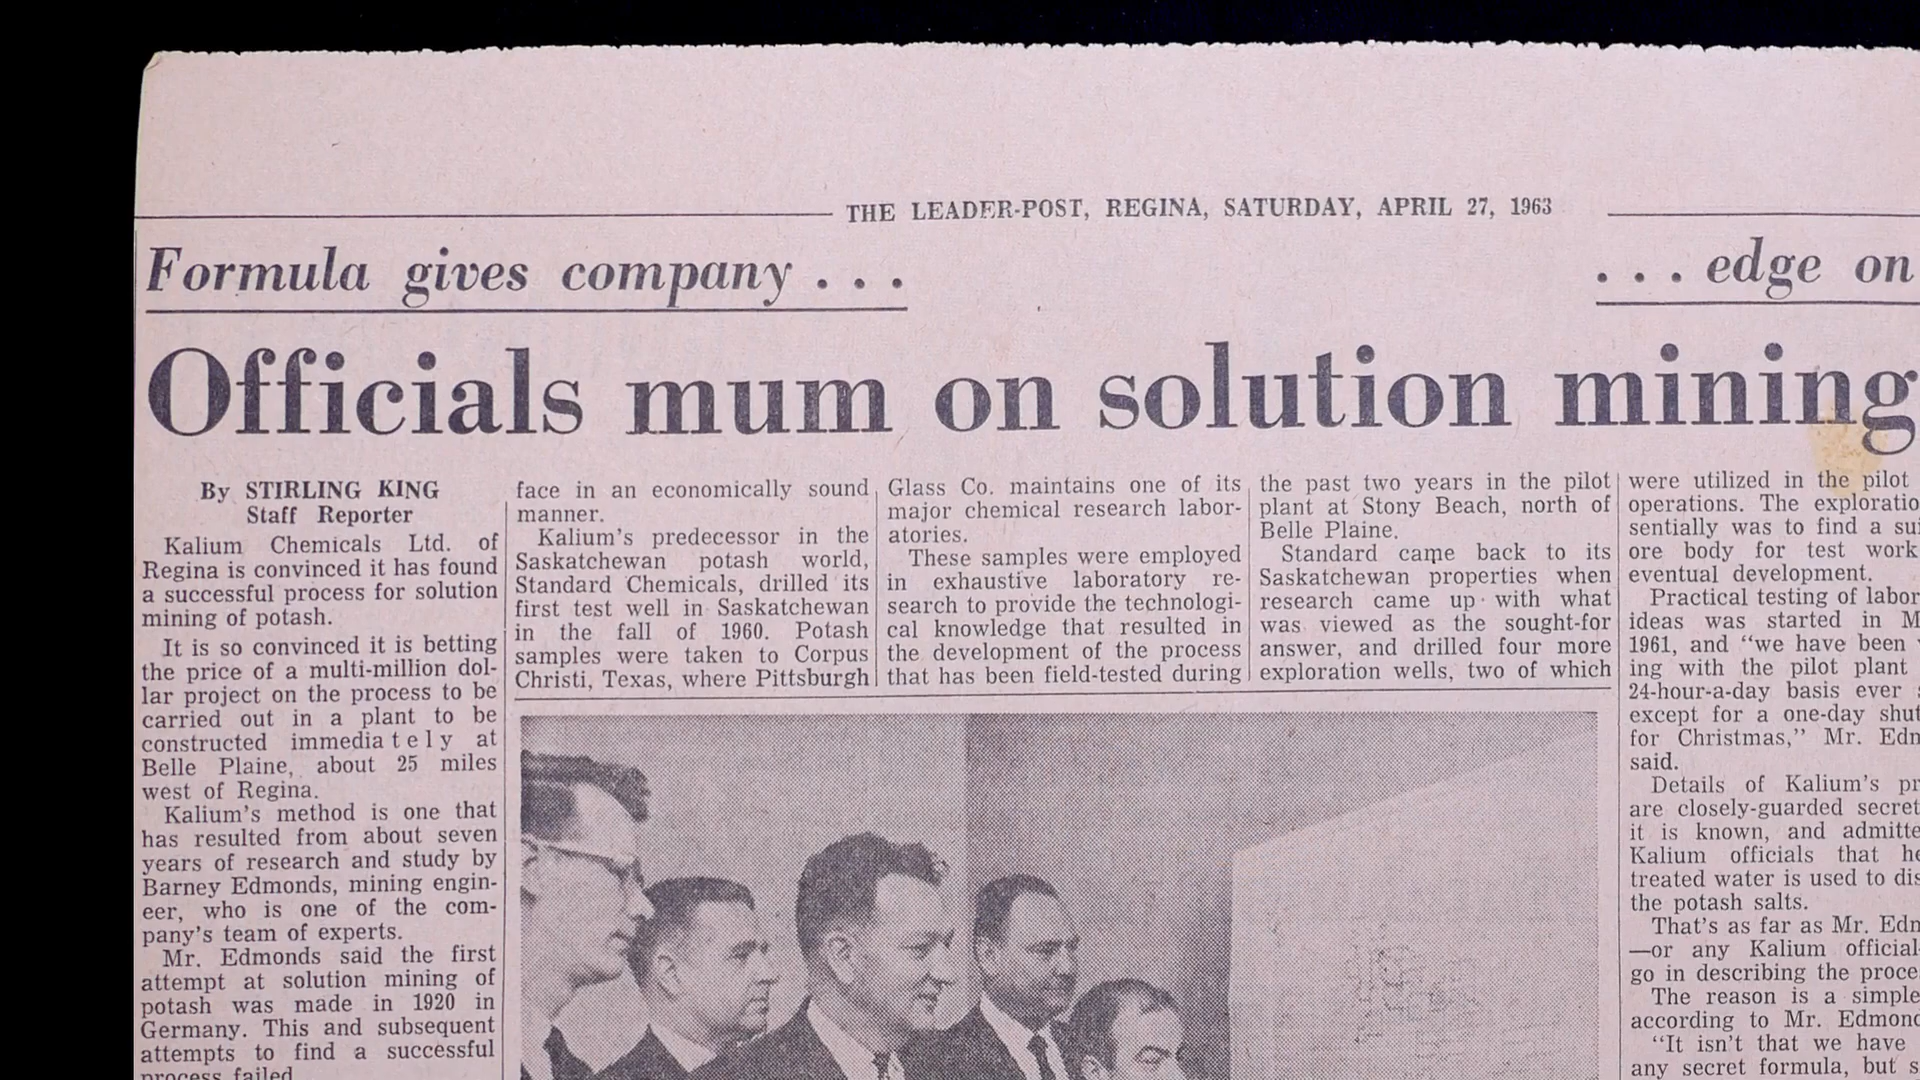 THE LEADER-POST, REGINA, SATURDAY, APRIL 27, 1963
Formula gives company . . .
. . . edge on
Officials mum on solution mining
By STIRLING KING
Staff Reporter
Kalium Chemicals Ltd. of
Regina is convinced it has found
a successful process for solution
mining of potash.
It is so convinced it is betting
the price of a multi-million dol-
lar project on the process to be
carried out in a plant to be
constructed immediately at
Belle Plaine, about 25 miles
west of Regina.
Kalium's method is one that
has resulted from about seven
years of research and study by
Barney Edmonds, mining engin-
eer, who is one of the com-
pany's team of experts.
Mr. Edmonds said the first
attempt at solution mining of
potash was made in 1920 in
Germany. This and subsequent
attempts to find a successful
process failed
face in an economically sound
manner.
Kalium's predecessor in the
Saskatchewan potash world,
Standard Chemicals, drilled its
first test well in Saskatchewan
in the fall of 1960. Potash
samples were taken to Corpus
Christi, Texas, where Pittsburgh
Glass Co. maintains one of its
major chemical research labor-
atories.
These samples were employed
in exhaustive laboratory re-
search to provide the technologi-
cal knowledge that resulted in
the development of the process
that has been field-tested during
the past two years in the pilot
plant at Stony Beach, north of
Belle Plaine.
Standard came back to its
Saskatchewan properties when
research came up with what
was viewed as the sought-for
answer, and drilled four more
exploration wells, two of which
were utilized in the pilot
operations. The exploratio
sentially was to find a sui
ore body for test work
eventual development.
Practical testing of labor
ideas was started in M
1961, and "we have been
ing with the pilot plant
24-hour-a-day basis ever
except for a one-day shut
for Christmas," Mr. Edn
said.
Details of Kalium's pr
are closely-guarded secret
it is known, and admitte
Kalium officials that he
treated water is used to dis
the potash salts.
That's as far as Mr. Edn
—or any Kalium official
go in describing the proce
The reason is a simple
according to Mr. Edmond
"It isn't that we have
any secret formula, but s